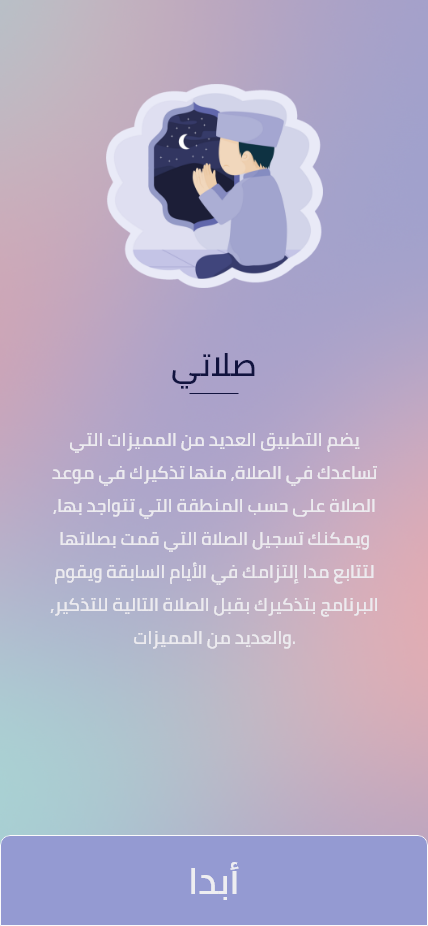 صلاتي
يضم التطبيق العديد من المميزات التي
تساعدك في الصلاة, منها تذكيرك في موعد
الصلاة على حسب المنطقة التي تتواجد بها,
ويمكنك تسجيل الصلاة التي قمت بصلاتها
لتتابع مدا إلتزامك في الأيام السابقة ويقوم
البرنامج بتذكيرك بقبل الصلاة التالية للتذكير,
.والعديد من المميزات
أبدا